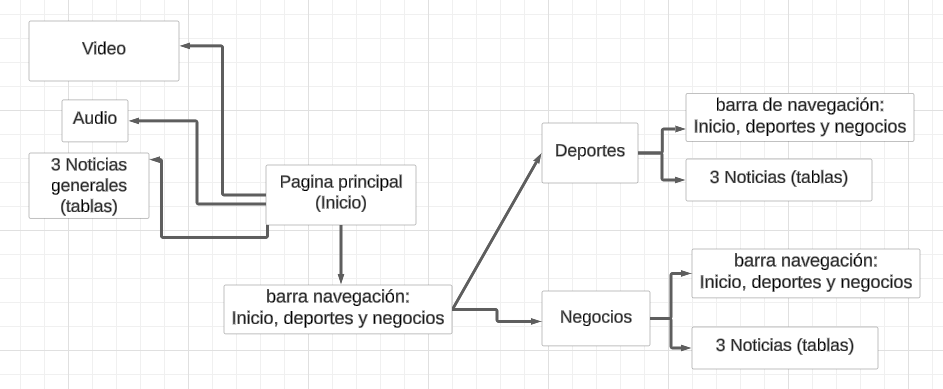 Video
Audio
3 Noticias
generales
(tablas)
Pagina principal
(Inicio)
barra navegación:
Inicio, deportes y negocios
Deportes
barra de navegación:
Inicio, deportes y negocios
3 Noticias (tablas)
Negocios
barra navegación:
Inicio, deportes y negocios
3 Noticias (tablas)